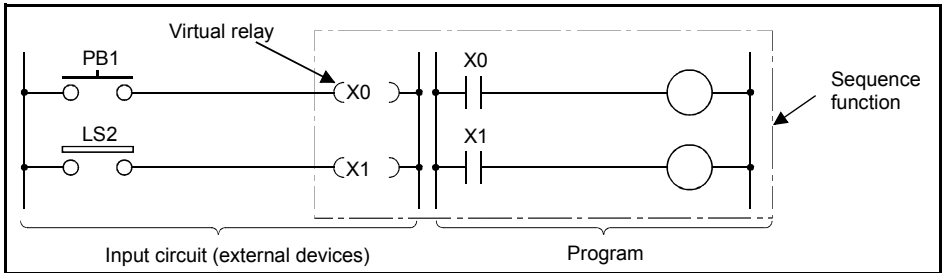 Virtual relay
PB1
X0
X0
Sequence
function
LS2
X1
X1
Input circuit (external devices)
Program